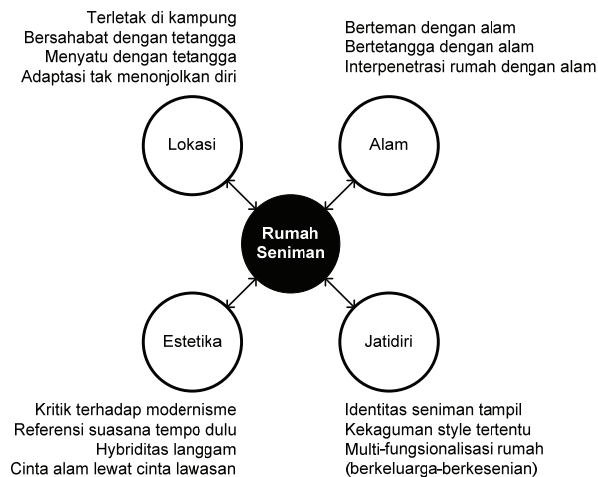 Terletak di kampung
Bersahabat dengan tetangga
Menyatu dengan tetangga
Adaptasi tak menonjolkan diri
Berteman dengan alam
Bertetangga dengan alam
Interpenetrasi rumah dengan alam
Lokasi
Alam
Rumah
Seniman
Estetika
Jatidiri
Kritik terhadap modernisme
Referensi suasana tempo dulu
Hybriditas langgam
Cinta alam lewat cinta lawasan
Identitas seniman tampil
Kekaguman style tertentu
Multi-fungsionalisasi rumah
(berkeluarga-berkesenian)